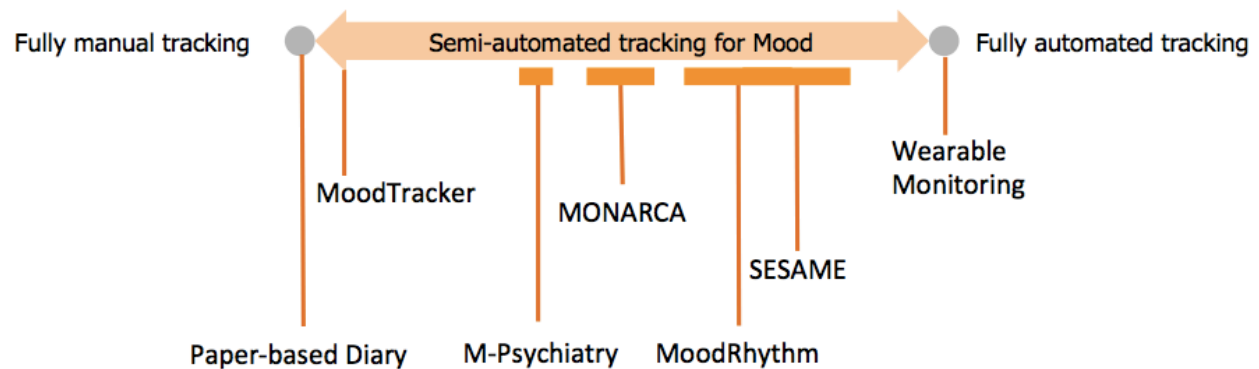 Fully manual tracking
Semi-automated tracking for Mood
Fully automated tracking
Wearable
Monitoring
MoodTracker
MONARCA
SESAME
Paper-based Diary
M-Psychiatry
MoodRhythm